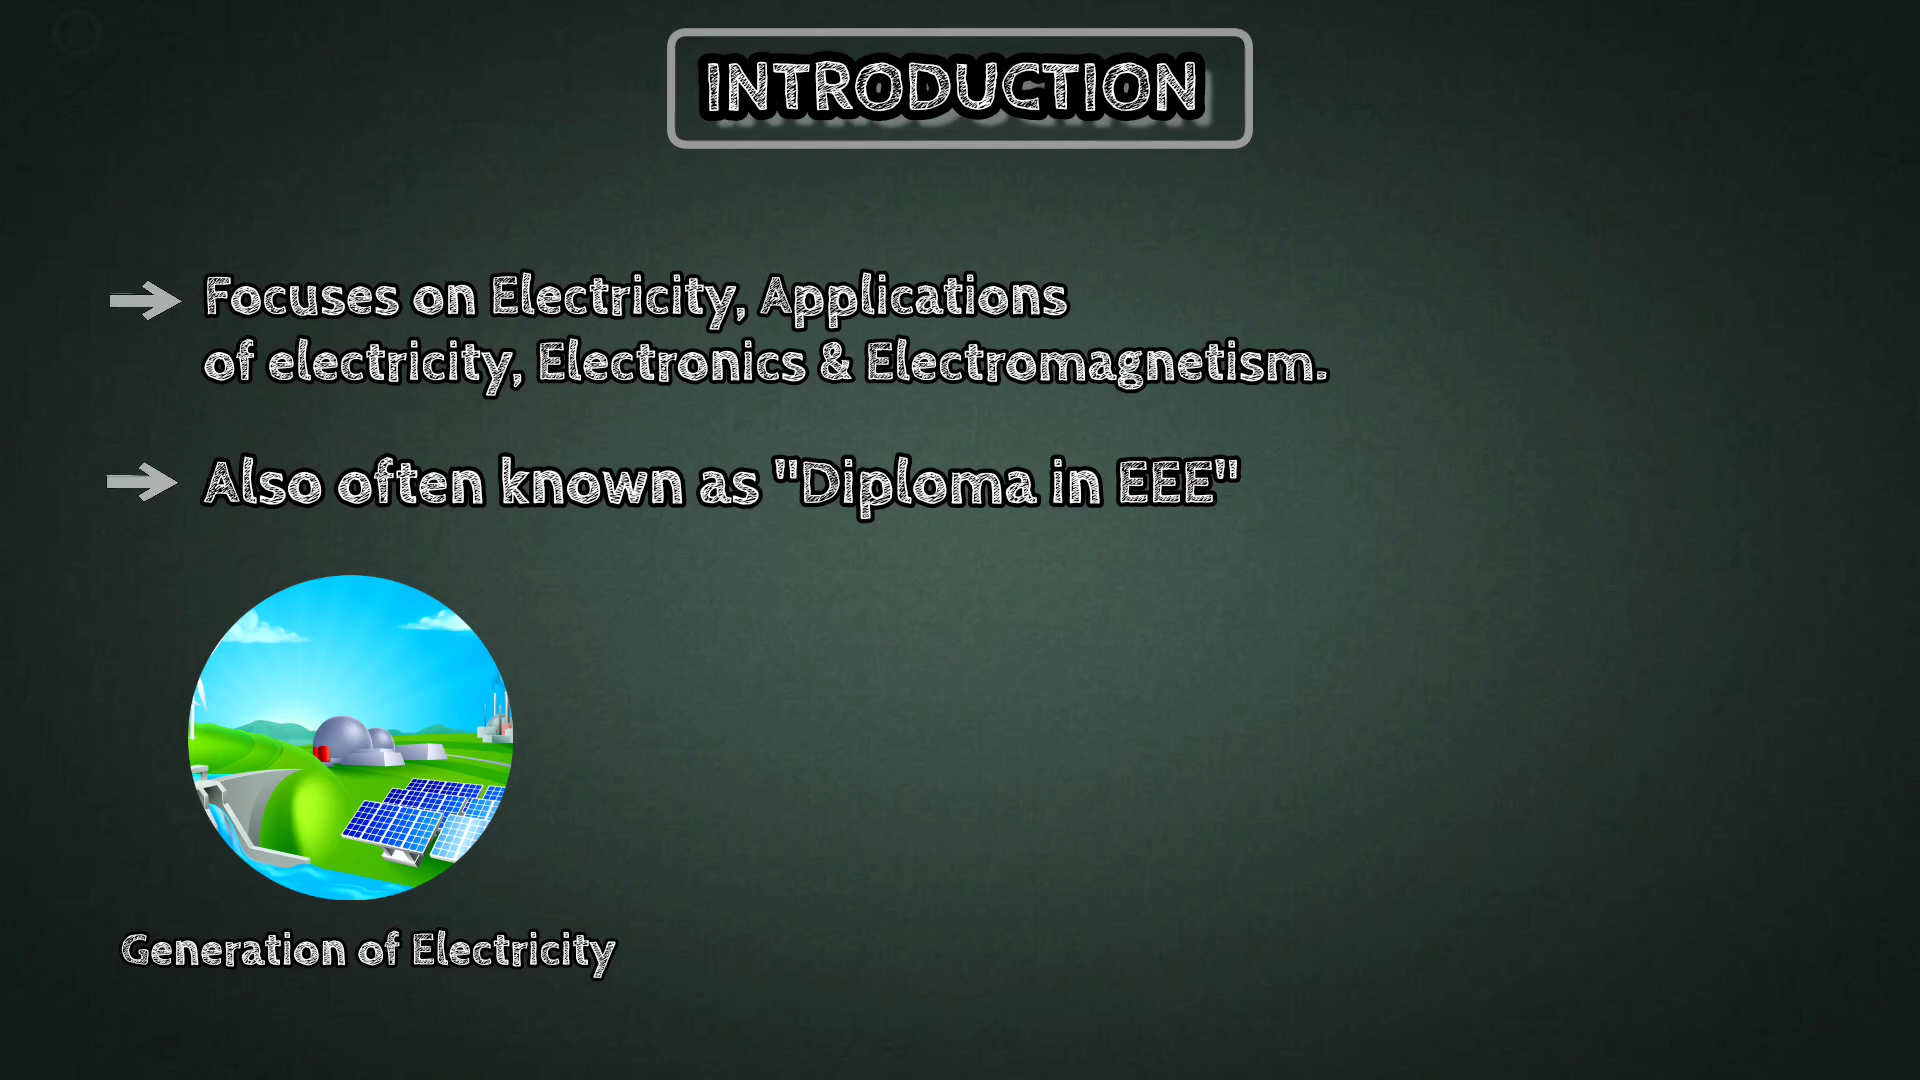 INTRODUCTION
Focuses on Electricity, Applications
of electricity, Electronics & Electromagnetism.
Also often known as "Diploma in EEE"
Generation of Electricity